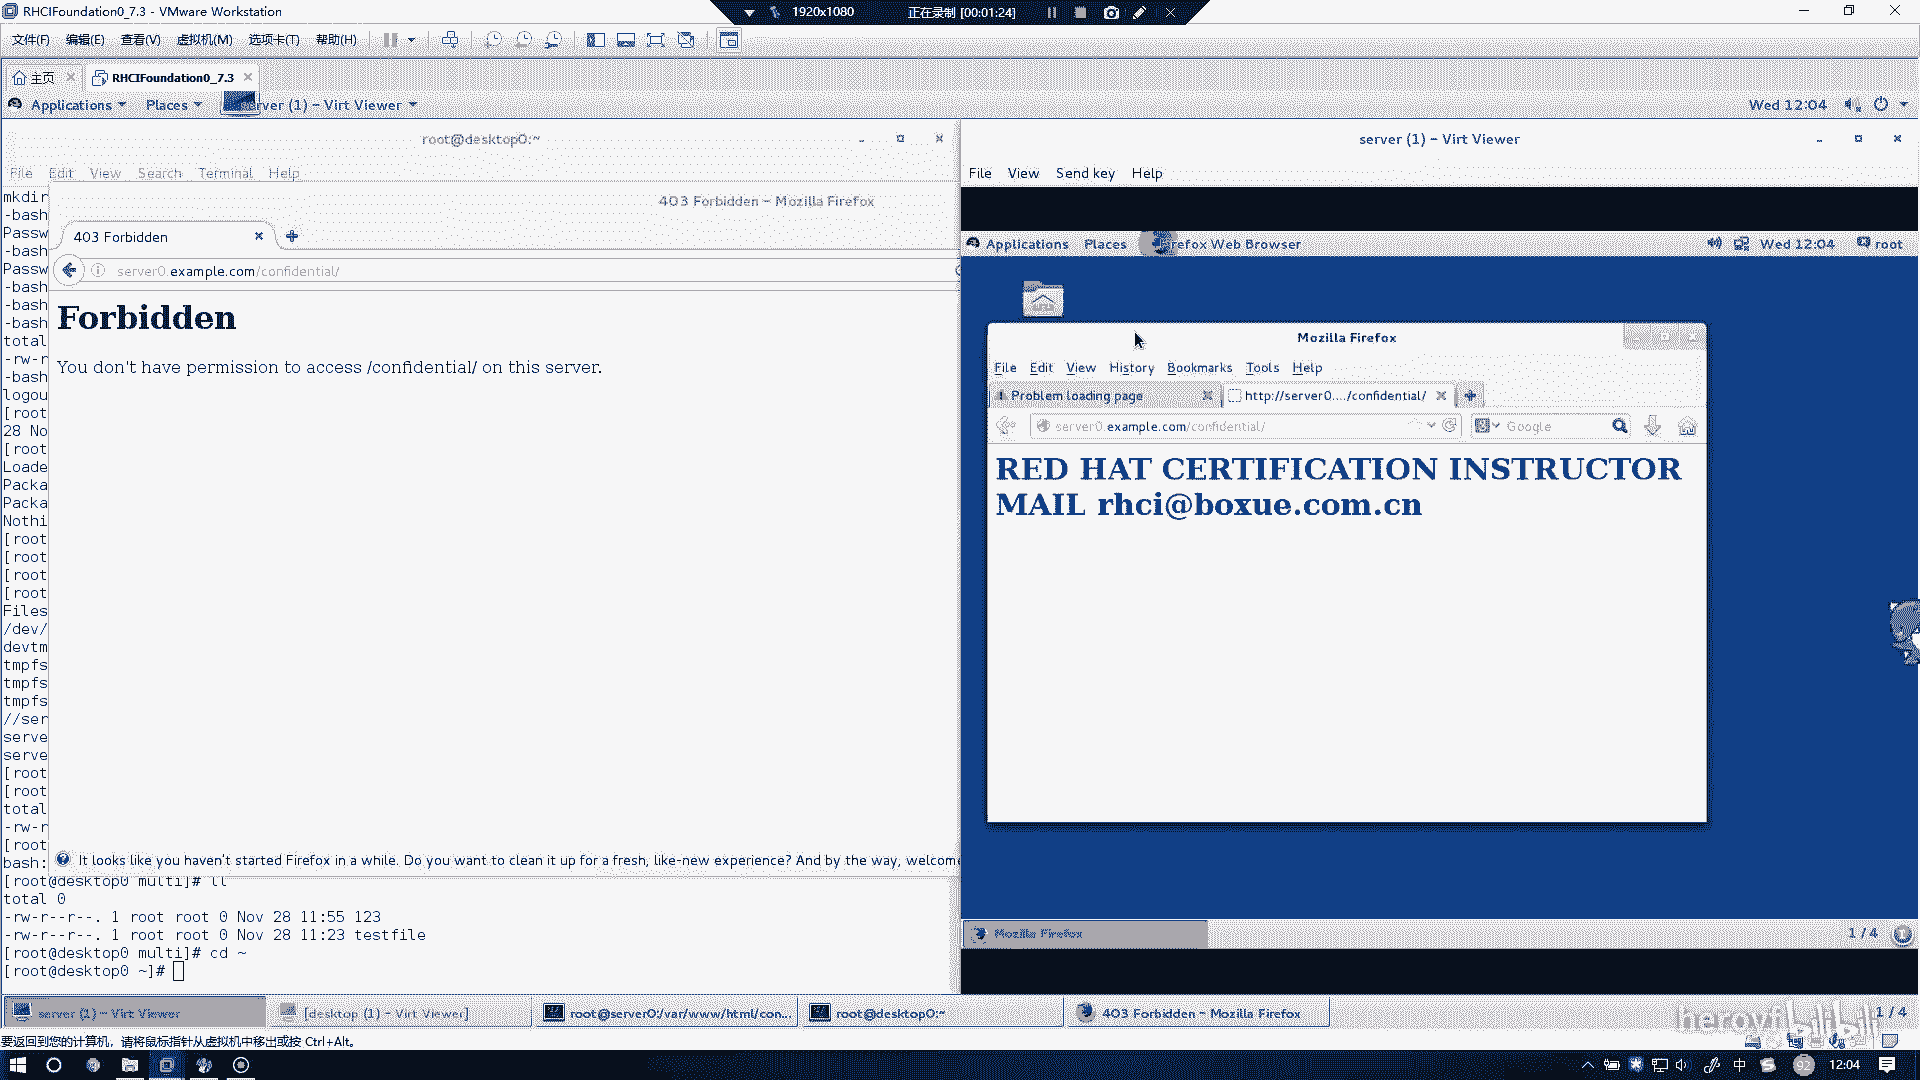 RHCIFoundation0_7.3 - VMware Workstation
1920x1080
正在录制 [00:01:24]
文件(F) 编辑(E) 查看(V) 虚拟机(M) 选项卡(T) 帮助(H)
主页
RHCIFoundation0_7.3
Applications Places server (1) – Virt Viewer
Wed 12:04
root@desktop0:~
File Edit View Search Terminal Help
mkdir
-bash
Passw
-bash
Passw
-bash
-bash
-bash
total
-rw-r
-bash
logou
[root
28 No
[root
Loade
Packa
Packa
Nothi
[root
[root
[root
[root
Files
/dev/
devtm
tmpfs
tmpfs
tmpfs
//ser
serve
serve
[root
[root
total
-rw-r
[root
bash:
[root@desktop0 multi]# ll
total 0
-rw-r--r--. 1 root root 0 Nov 28 11:55 123
-rw-r--r--. 1 root root 0 Nov 28 11:23 testfile
[root@desktop0 multi]# cd ~
[root@desktop0 ~]#
403 Forbidden – Mozilla Firefox
403 Forbidden
server0.example.com/confidential/
Forbidden
You don't have permission to access /confidential/ on this server.
It looks like you haven't started Firefox in a while. Do you want to clean it up for a fresh, like-new experience? And by the way, welcom
server (1) – Virt Viewer
File View Send key Help
Applications Places Firefox Web Browser
Wed 12:04 root
Mozilla Firefox
File Edit View History Bookmarks Tools Help
Problem loading page
http://server0..../confidential/
server0.example.com/confidential/
Google
RED HAT CERTIFICATION INSTRUCTOR
MAIL rhci@boxue.com.cn
Mozilla Firefox
1 / 4
server (1) – Virt Viewer
[desktop (1) – Virt Viewer]
root@server0:/var/www/html/con...
root@desktop0:~
403 Forbidden – Mozilla Firefox
1 / 4
bilibili
要返回到您的计算机，请将鼠标指针从虚拟机中移出或按 Ctrl+Alt。
中
92
12:04